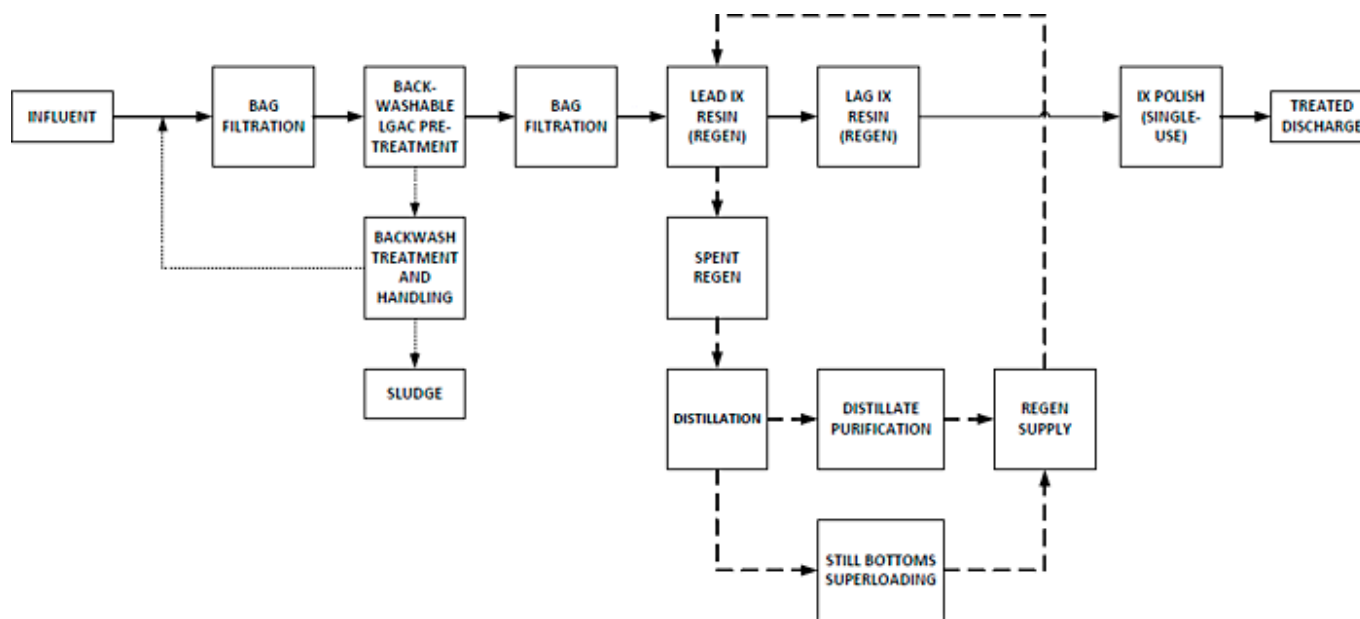 INFLUENT
BAG
FILTRATION
BACK-
WASHABLE
LGAC PRE-
TREATMENT
BAG
FILTRATION
LEAD IX
RESIN
(REGEN)
LAG IX
RESIN
(REGEN)
IX POLISH
(SINGLE-
USE)
TREATED
DISCHARGE
BACKWASH
TREATMENT
AND
HANDLING
SPENT
REGEN
SLUDGE
DISTILLATION
DISTILLATE
PURIFICATION
REGEN
SUPPLY
STILL BOTTOMS
SUPERLOADING